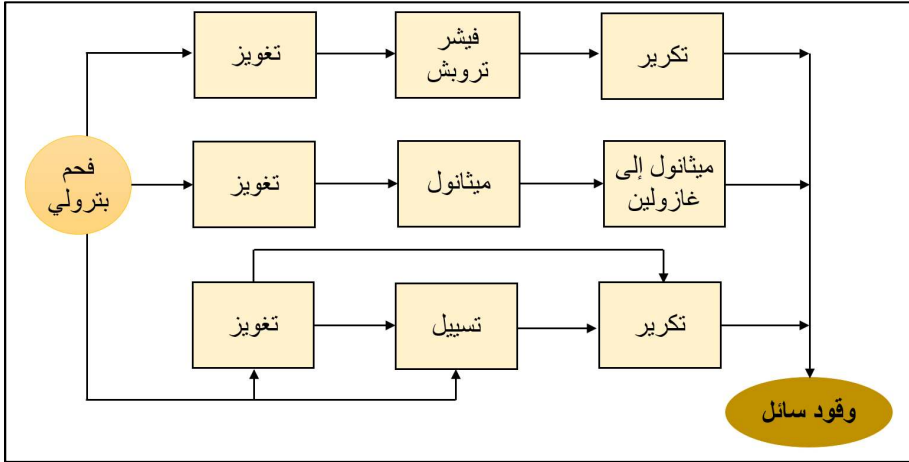 تغويز
فيشر
تروبش
تكرير
فحم
بترولي
تغويز
ميثانول
ميثانول إلى
غازولين
تغويز
تسييل
تكرير
وقود سائل